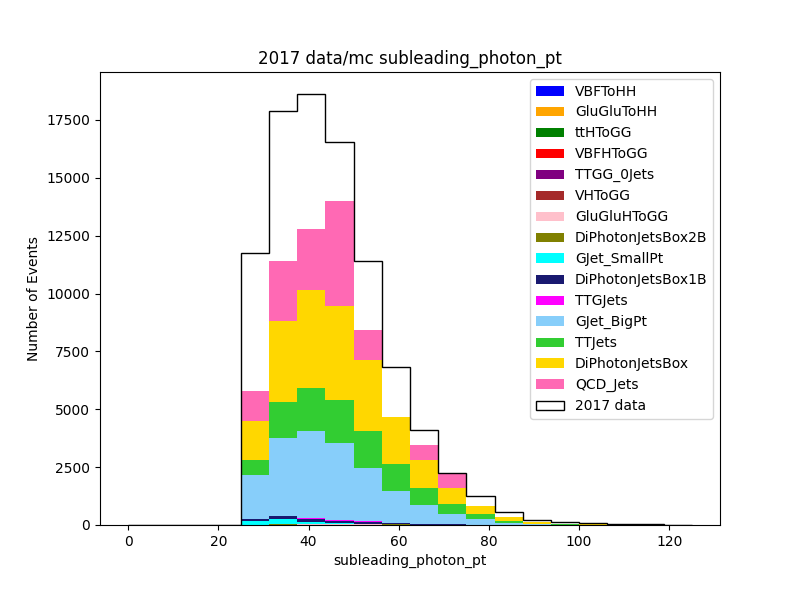 2017 data/mc subleading_photon_pt
Number of Events
17500
15000
12500
10000
7500
5000
2500
0
0 20 40 60 80 100 120
subleading_photon_pt
VBFToHH
GluGluToHH
ttHToGG
VBFHToGG
TTGG_0Jets
VHToGG
GluGluHToGG
DiPhotonJetsBox2B
GJet_SmallPt
DiPhotonJetsBox1B
TTGJets
GJet_BigPt
TTJets
DiPhotonJetsBox
QCD_Jets
2017 data